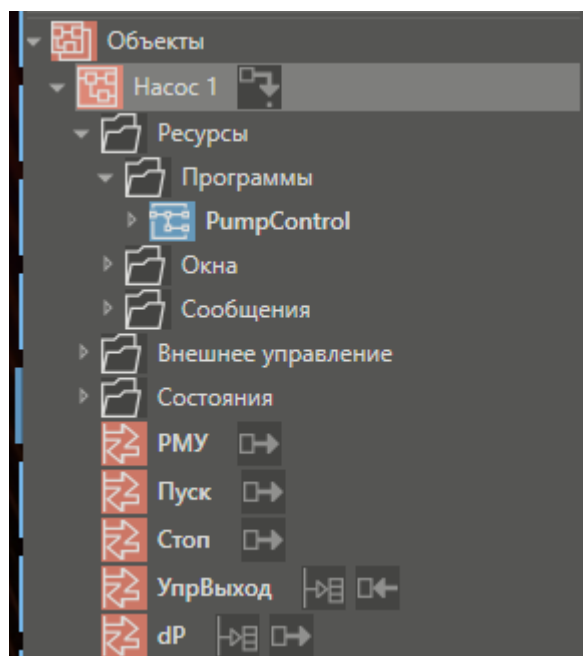 Объекты
Насос 1
Ресурсы
Программы
PumpControl
Окна
Сообщения
Внешнее управление
Состояния
РМУ
Пуск
Стоп
УпрВыход
dP